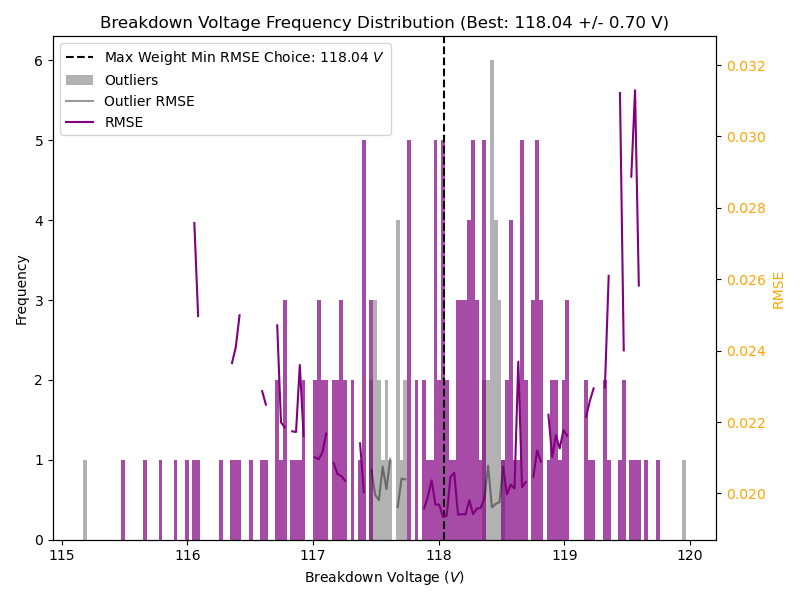 Breakdown Voltage Frequency Distribution (Best: 118.04 +/- 0.70 V)
Max Weight Min RMSE Choice: 118.04 V
Outliers
Outlier RMSE
RMSE
6
5
4
3
2
1
0
Frequency
0.032
0.030
0.028
0.026
0.024
0.022
0.020
RMSE
115 116 117 118 119 120
Breakdown Voltage (V)